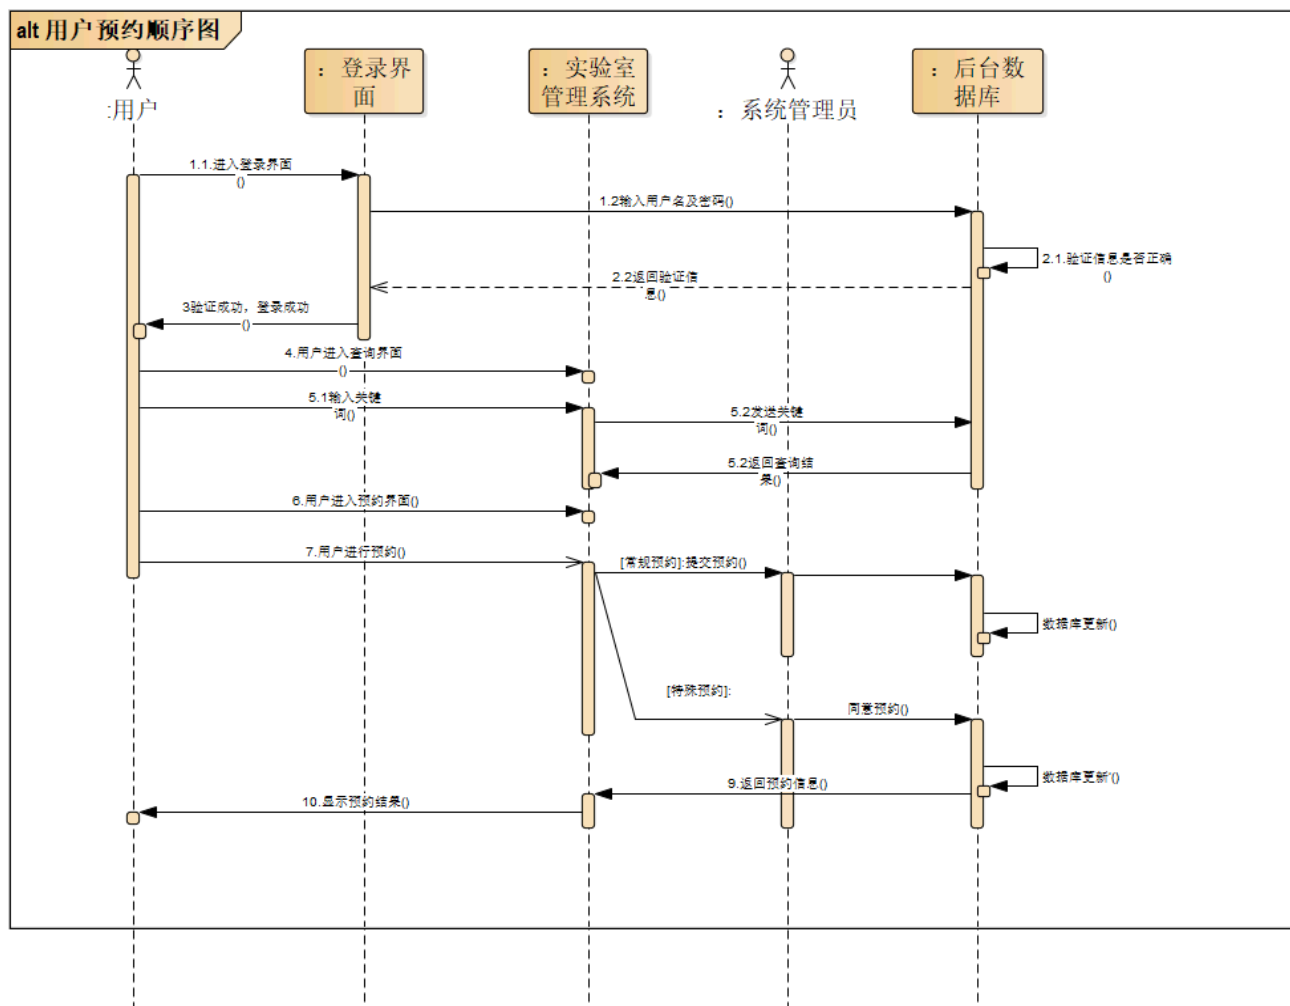 alt 用户预约顺序图
:用户
：登录界
面
：实验室
管理系统
：系统管理员
：后台数
据库
1.1.进入登录界面
()
1.2输入用户名及密码()
2.1.验证信息是否正确
()
2.2返回验证信
息()
3验证成功，登录成功
()
4.用户进入查询界面
()
5.1输入关键
词()
5.2发送关键
词()
5.2返回查询结
果()
6.用户进入预约界面()
7.用户进行预约()
[常规预约]:提交预约()
数据库更新()
[特殊预约]:
同意预约()
数据库更新'()
9.返回预约信息()
10.显示预约结果()